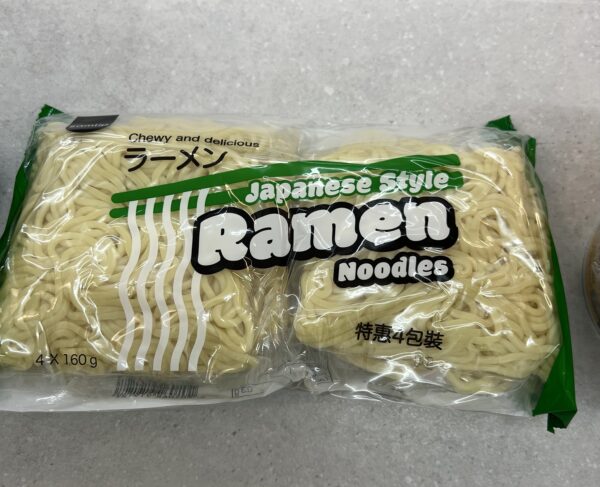 Chewy and delicious
ラーメン
Japanese Style
Ramen
Noodles
特惠4包裝
4 X 160 g